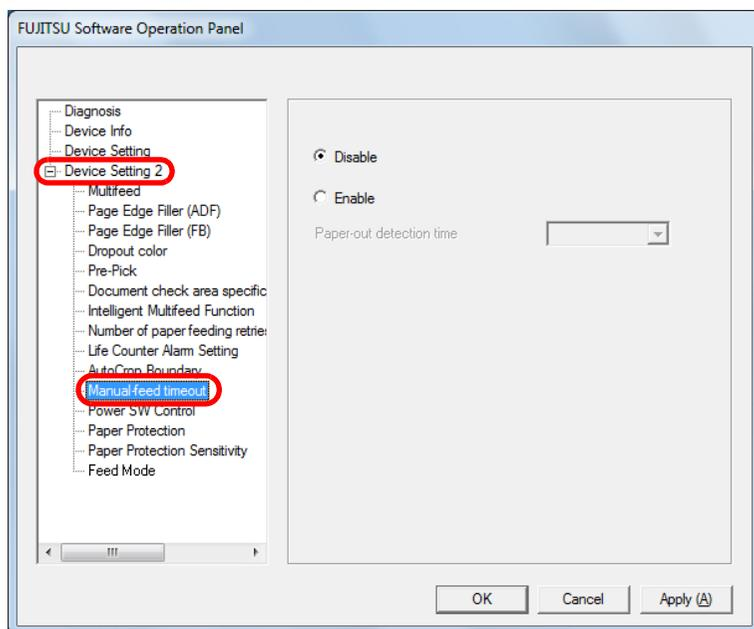 FUJITSU Software Operation Panel
Diagnosis
Device Info
Device Setting
Device Setting 2
Multifeed
Page Edge Filler (ADF)
Page Edge Filler (FB)
Dropout color
Pre-Pick
Document check area specific
Intelligent Multifeed Function
Number of paper feeding retries
Life Counter Alarm Setting
AutoCrop Boundary
Manual-feed timeout
Power SW Control
Paper Protection
Paper Protection Sensitivity
Feed Mode
Disable
Enable
Paper-out detection time
OK
Cancel
Apply (A)